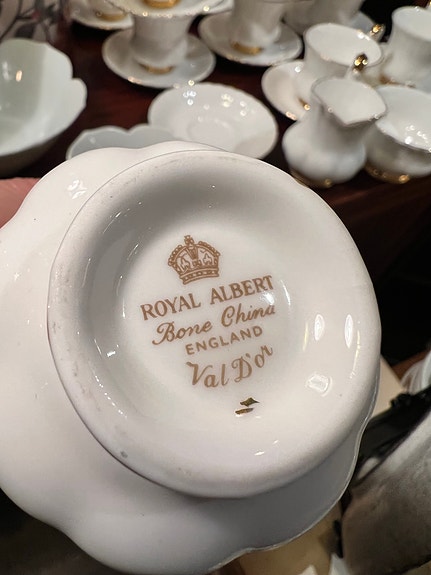 ROYAL ALBERT
Bone China
ENGLAND
Val D'or